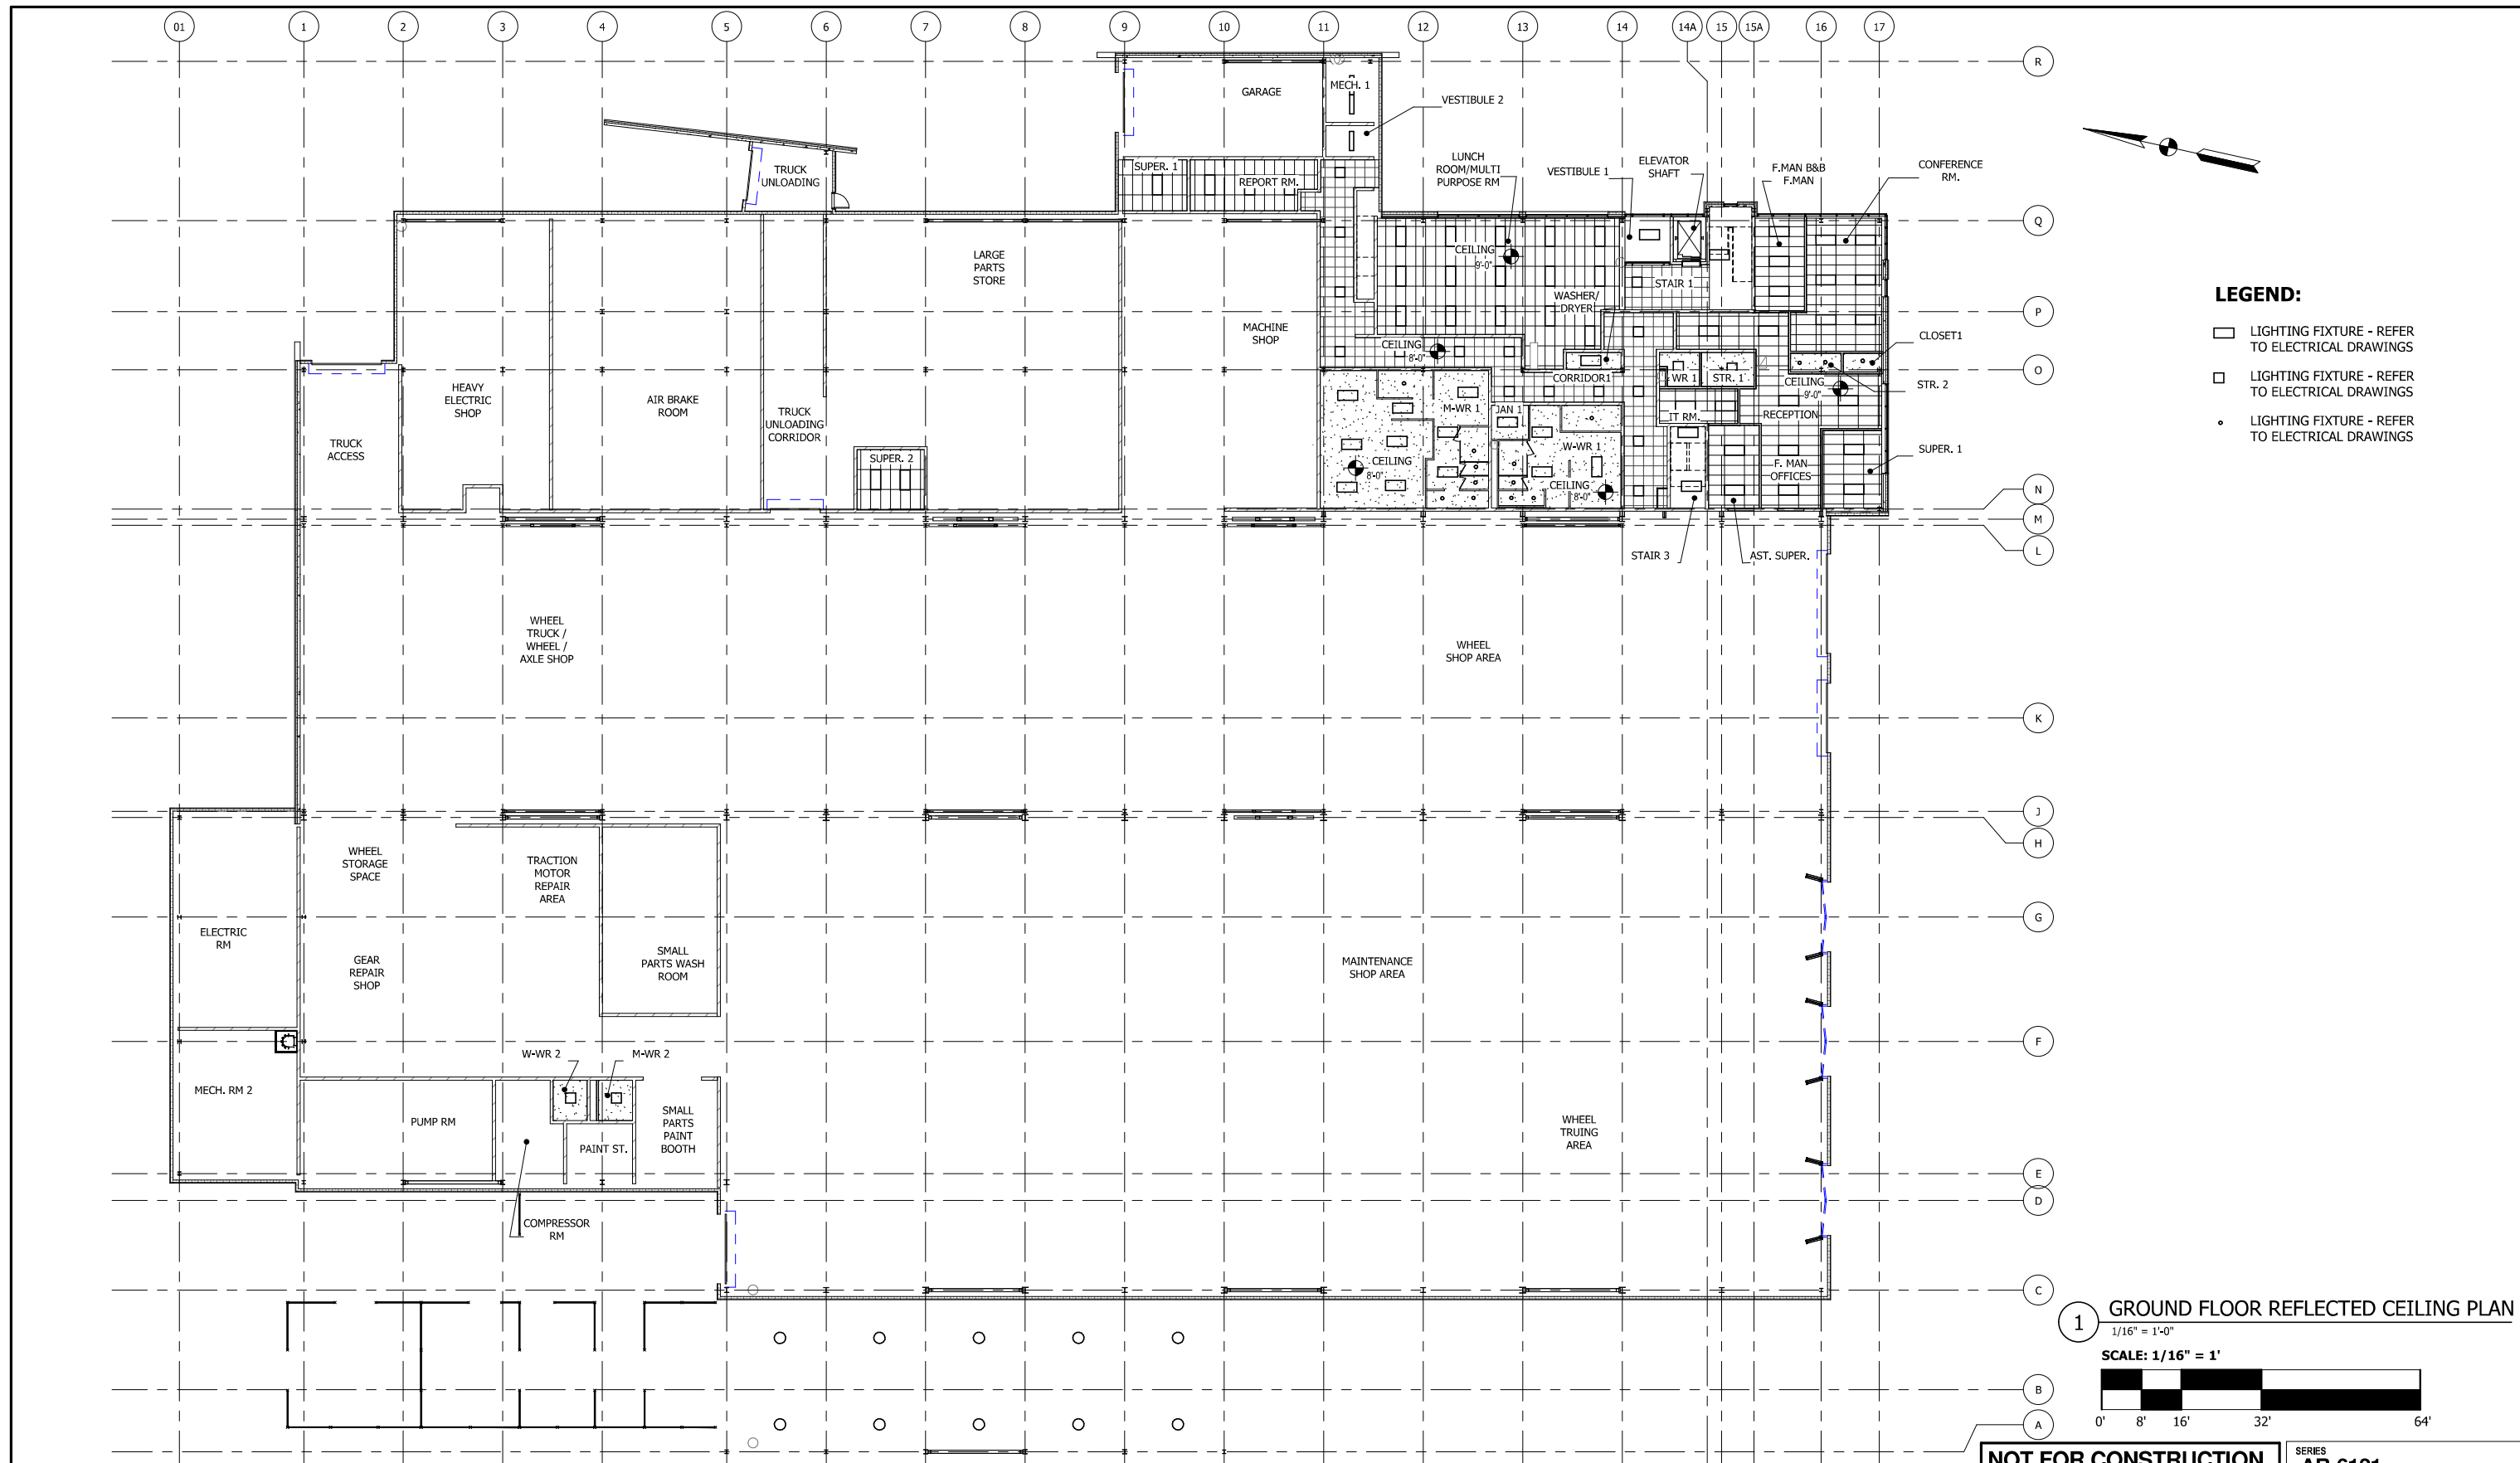 01
1
2
3
4
5
6
7
8
9
10
11
12
13
14
14A
15
15A
16
17
R
GARAGE
MECH. 1
VESTIBULE 2
TRUCK
UNLOADING
SUPER. 1
REPORT RM.
LUNCH
ROOM/MULTI
PURPOSE RM
VESTIBULE 1
ELEVATOR
SHAFT
F.MAN B&B
F.MAN
CONFERENCE
RM.
Q
LARGE
PARTS
STORE
CEILING
9'-0"
STAIR 1
WASHER/
DRYER
P
MACHINE
SHOP
CEILING
8'-0"
CLOSET1
O
HEAVY
ELECTRIC
SHOP
AIR BRAKE
ROOM
TRUCK
UNLOADING
CORRIDOR
CORRIDOR1
WR 1
STR. 1
CEILING
9'-0"
STR. 2
M-WR 1
JAN 1
IT RM.
RECEPTION
TRUCK
ACCESS
SUPER. 2
CEILING
8'-0"
W-WR 1
CEILING
8'-0"
F. MAN
OFFICES
SUPER. 1
N
M
L
STAIR 3
AST. SUPER.
WHEEL
TRUCK /
WHEEL /
AXLE SHOP
WHEEL
SHOP AREA
K
J
H
WHEEL
STORAGE
SPACE
TRACTION
MOTOR
REPAIR
AREA
G
ELECTRIC
RM
GEAR
REPAIR
SHOP
SMALL
PARTS WASH
ROOM
MAINTENANCE
SHOP AREA
F
W-WR 2
M-WR 2
MECH. RM 2
PUMP RM
PAINT ST.
SMALL
PARTS
PAINT
BOOTH
WHEEL
TRUING
AREA
E
D
COMPRESSOR
RM
C
B
A
LEGEND:
LIGHTING FIXTURE - REFER
TO ELECTRICAL DRAWINGS
LIGHTING FIXTURE - REFER
TO ELECTRICAL DRAWINGS
LIGHTING FIXTURE - REFER
TO ELECTRICAL DRAWINGS
1
GROUND FLOOR REFLECTED CEILING PLAN
1/16" = 1'-0"
SCALE: 1/16" = 1'
0' 8' 16' 32' 64'
NOT FOR CONSTRUCTION
SERIES
AR-6181